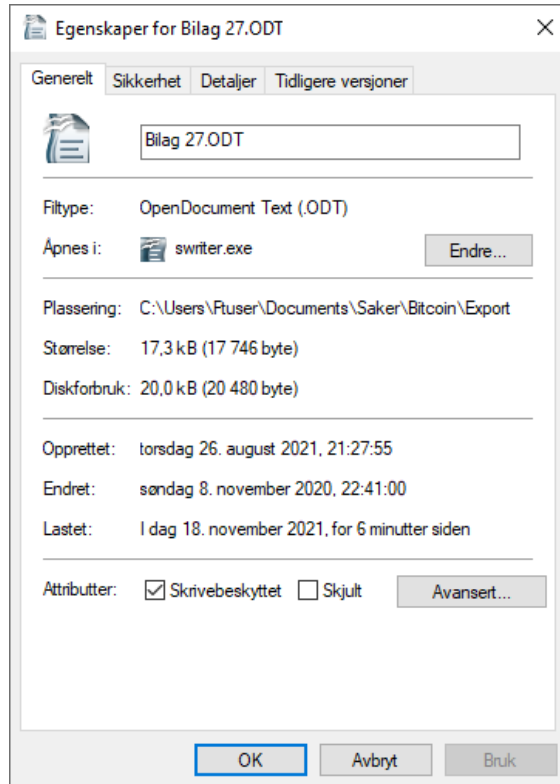 Egenskaper for Bilag 27.ODT
Generelt Sikkerhet Detaljer Tidligere versjoner
Bilag 27.ODT
Filtype: OpenDocument Text (.ODT)
Åpnes i: swriter.exe Endre...
Plassering: C:\Users\Ftuser\Documents\Saker\Bitcoin\Export
Størrelse: 17,3 kB (17 746 byte)
Diskforbruk: 20,0 kB (20 480 byte)
Opprettet: torsdag 26. august 2021, 21:27:55
Endret: søndag 8. november 2020, 22:41:00
Lastet: I dag 18. november 2021, for 6 minutter siden
Attributter: Skrivebeskyttet Skjult Avansert...
OK Avbryt Bruk